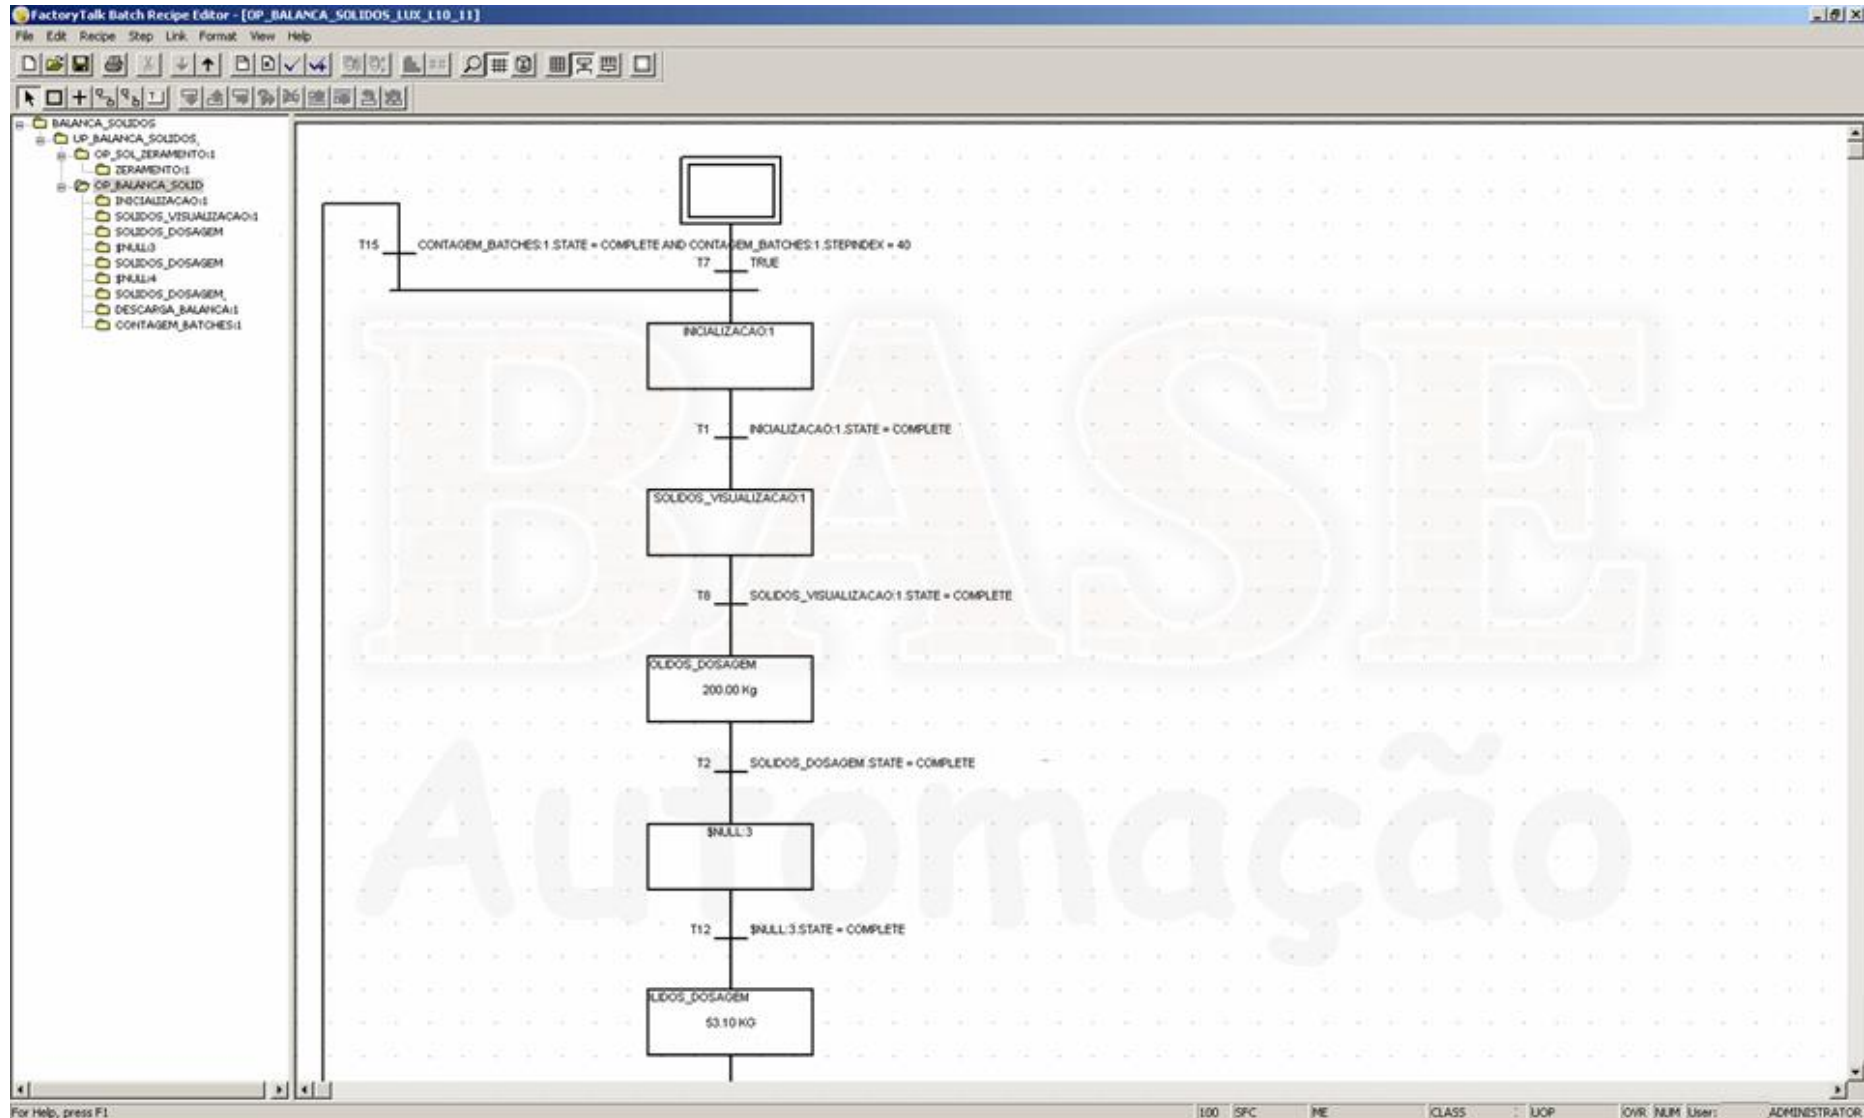 FactoryTalk Batch Recipe Editor - [OP_BALANCA_SOLIDOS_LUX_L10_11]
File Edit Recipe Step Link Format View Help
BALANCA_SOLIDOS
UP_BALANCA_SOLIDOS_
OP_SOL_ZERAMENTO:1
ZERAMENTO:1
OP_BALANCA_SOLID
INICIALIZACAO:1
SOLIDOS_VISUALIZACAO:1
SOLIDOS_DOSAGEM
$NULL:3
SOLIDOS_DOSAGEM
$NULL:4
SOLIDOS_DOSAGEM_
DESCARGA_BALANCA:1
CONTAGEM_BATCHES:1
T15 CONTAGEM_BATCHES:1.STATE = COMPLETE AND CONTAGEM_BATCHES:1.STEPINDEX = 40
T7 TRUE
INICIALIZACAO:1
T1 INICIALIZACAO:1.STATE = COMPLETE
SOLIDOS_VISUALIZACAO:1
T8 SOLIDOS_VISUALIZACAO:1.STATE = COMPLETE
OLIDOS_DOSAGEM
200.00 Kg
T2 SOLIDOS_DOSAGEM.STATE = COMPLETE
$NULL:3
T12 $NULL:3.STATE = COMPLETE
LIDOS_DOSAGEM
53.10 KG
BASE
Automação
For Help, press F1
100 SFC ME CLASS : UOP OVR NUM User: ADMINISTRATOR